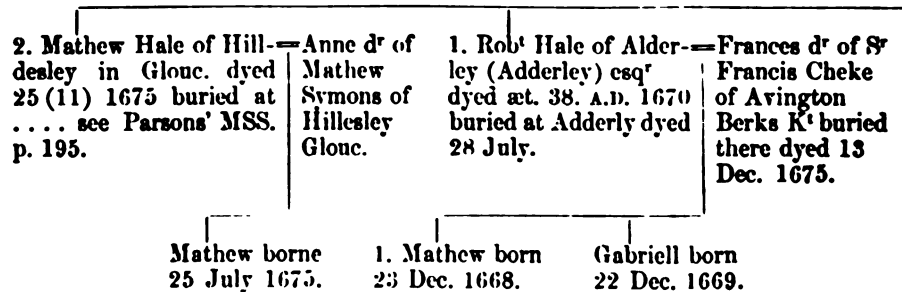 2. Mathew Hale of Hill-
desley in Glouc. dyed
25 (11) 1675 buried at
.... see Parsons' MSS.
p. 195.
=Anne dʳ of
Mathew
Symons of
Hillesley
Glouc.
1. Robᵗ Hale of Alder-
ley (Adderley) esqʳ
dyed æt. 38. A.D. 1670
buried at Adderly dyed
28 July.
=Frances dʳ of Sʳ
Francis Cheke
of Avington
Berks Kᵗ buried
there dyed 13
Dec. 1675.
Mathew borne
25 July 1675.
1. Mathew born
23 Dec. 1668.
Gabriell born
22 Dec. 1669.